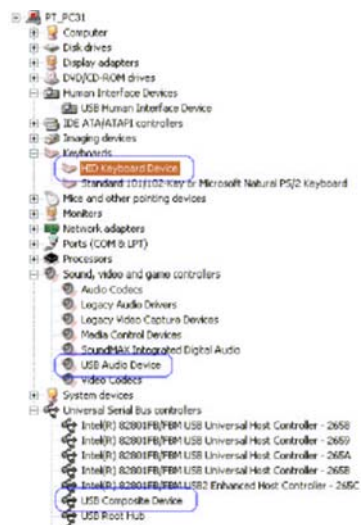 PT_PC31
Computer
Disk drives
Display adapters
DVD/CD-ROM drives
Human Interface Devices
USB Human Interface Device
IDE ATA/ATAPI controllers
Imaging devices
Keyboards
HID Keyboard Device
Standard 101/102-Key or Microsoft Natural PS/2 Keyboard
Mice and other pointing devices
Monitors
Network adapters
Ports (COM & LPT)
Processors
Sound, video and game controllers
Audio Codecs
Legacy Audio Drivers
Legacy Video Capture Devices
Media Control Devices
SoundMAX Integrated Digital Audio
USB Audio Device
Video Codecs
System devices
Universal Serial Bus controllers
Intel(R) 82801FB/FBM USB Universal Host Controller - 2658
Intel(R) 82801FB/FBM USB Universal Host Controller - 2659
Intel(R) 82801FB/FBM USB Universal Host Controller - 265A
Intel(R) 82801FB/FBM USB Universal Host Controller - 265B
Intel(R) 82801FB/FBM USB2 Enhanced Host Controller - 265C
USB Composite Device
USB Root Hub